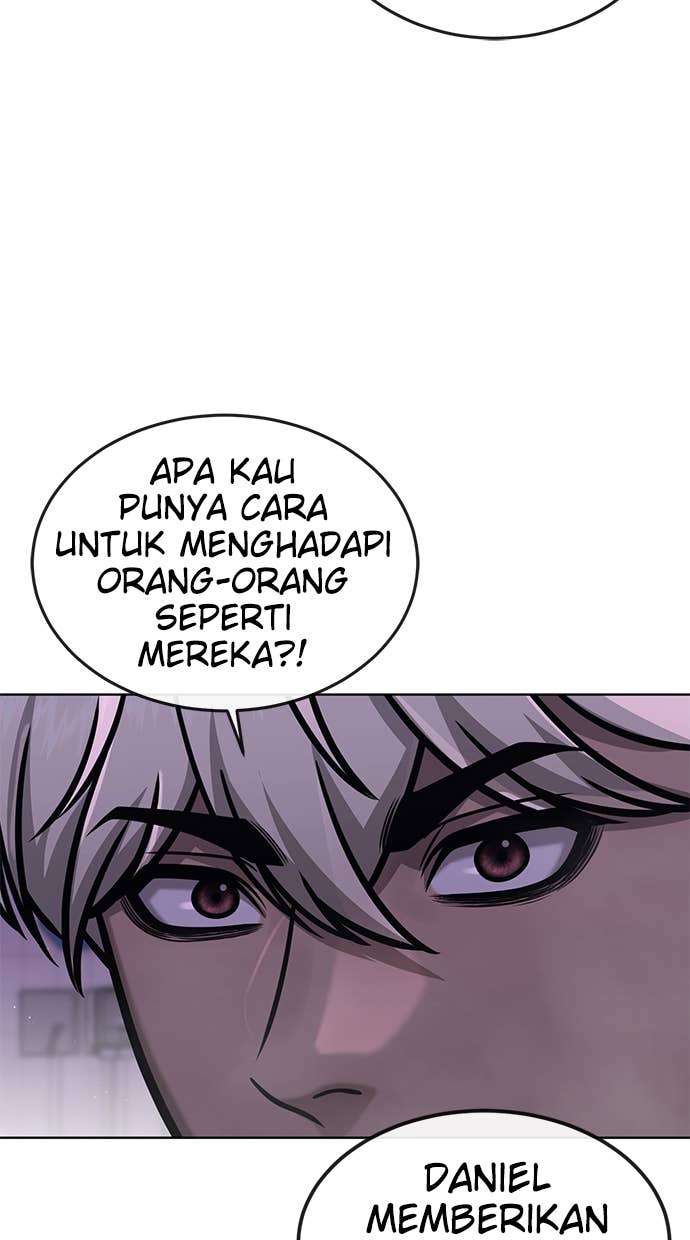 APA KAU
PUNYA CARA
UNTUK MENGHADAPI
ORANG-ORANG
SEPERTI
MEREKA?!
DANIEL
MEMBERIKAN